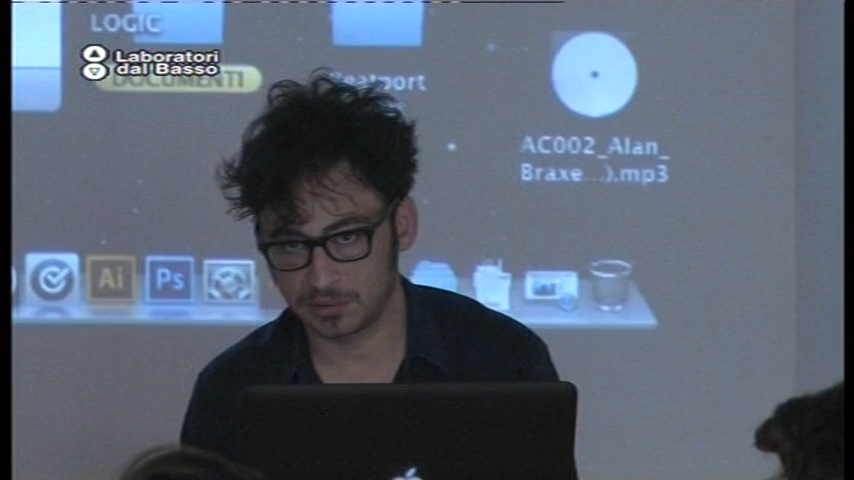 LOGIC
Laboratori
dal Basso
DOCUMENTI
Beatport
AC002_Alan_
Braxe...).mp3
Ai
Ps